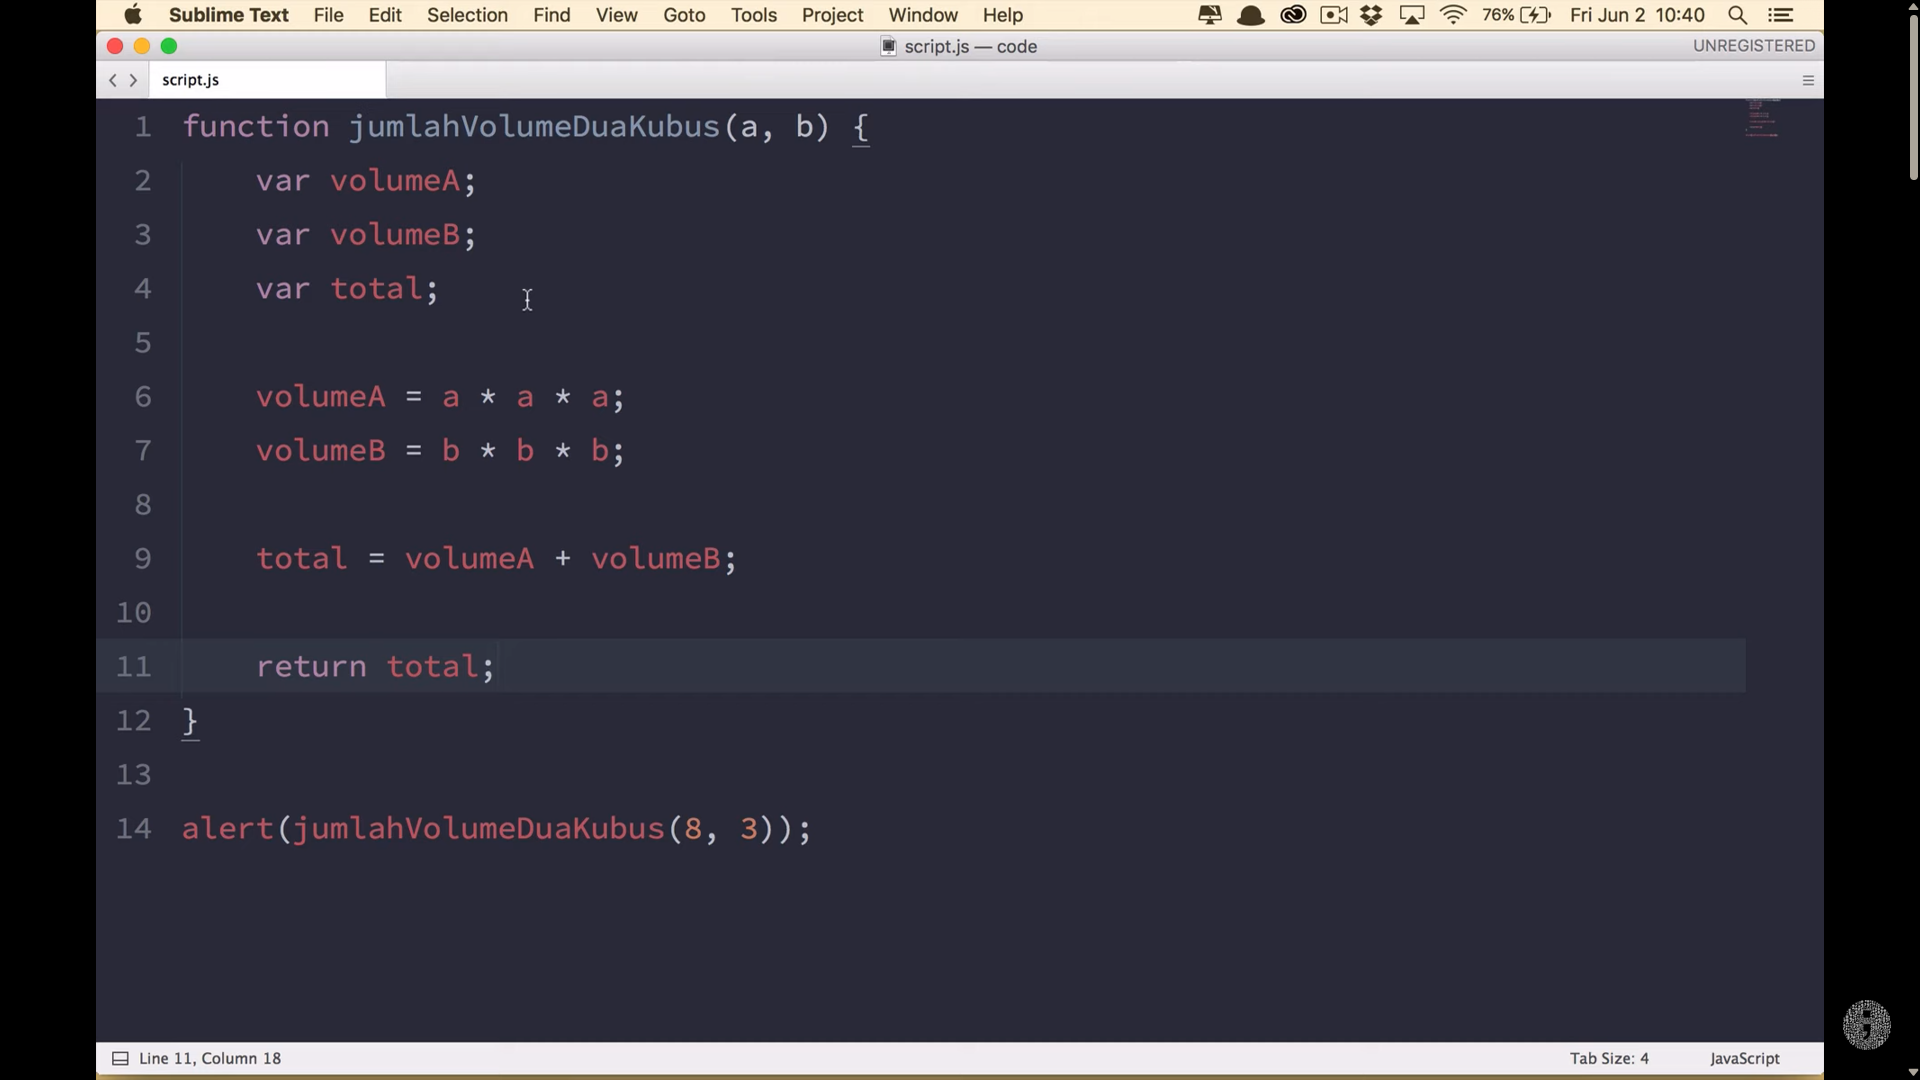 Sublime Text File Edit Selection Find View Goto Tools Project Window Help 76% Fri Jun 2 10:40
script.js — code UNREGISTERED
script.js
1 function jumlahVolumeDuaKubus(a, b) {
2 var volumeA;
3 var volumeB;
4 var total;
5
6 volumeA = a * a * a;
7 volumeB = b * b * b;
8
9 total = volumeA + volumeB;
10
11 return total;
12 }
13
14 alert(jumlahVolumeDuaKubus(8, 3));
Line 11, Column 18 Tab Size: 4 JavaScript